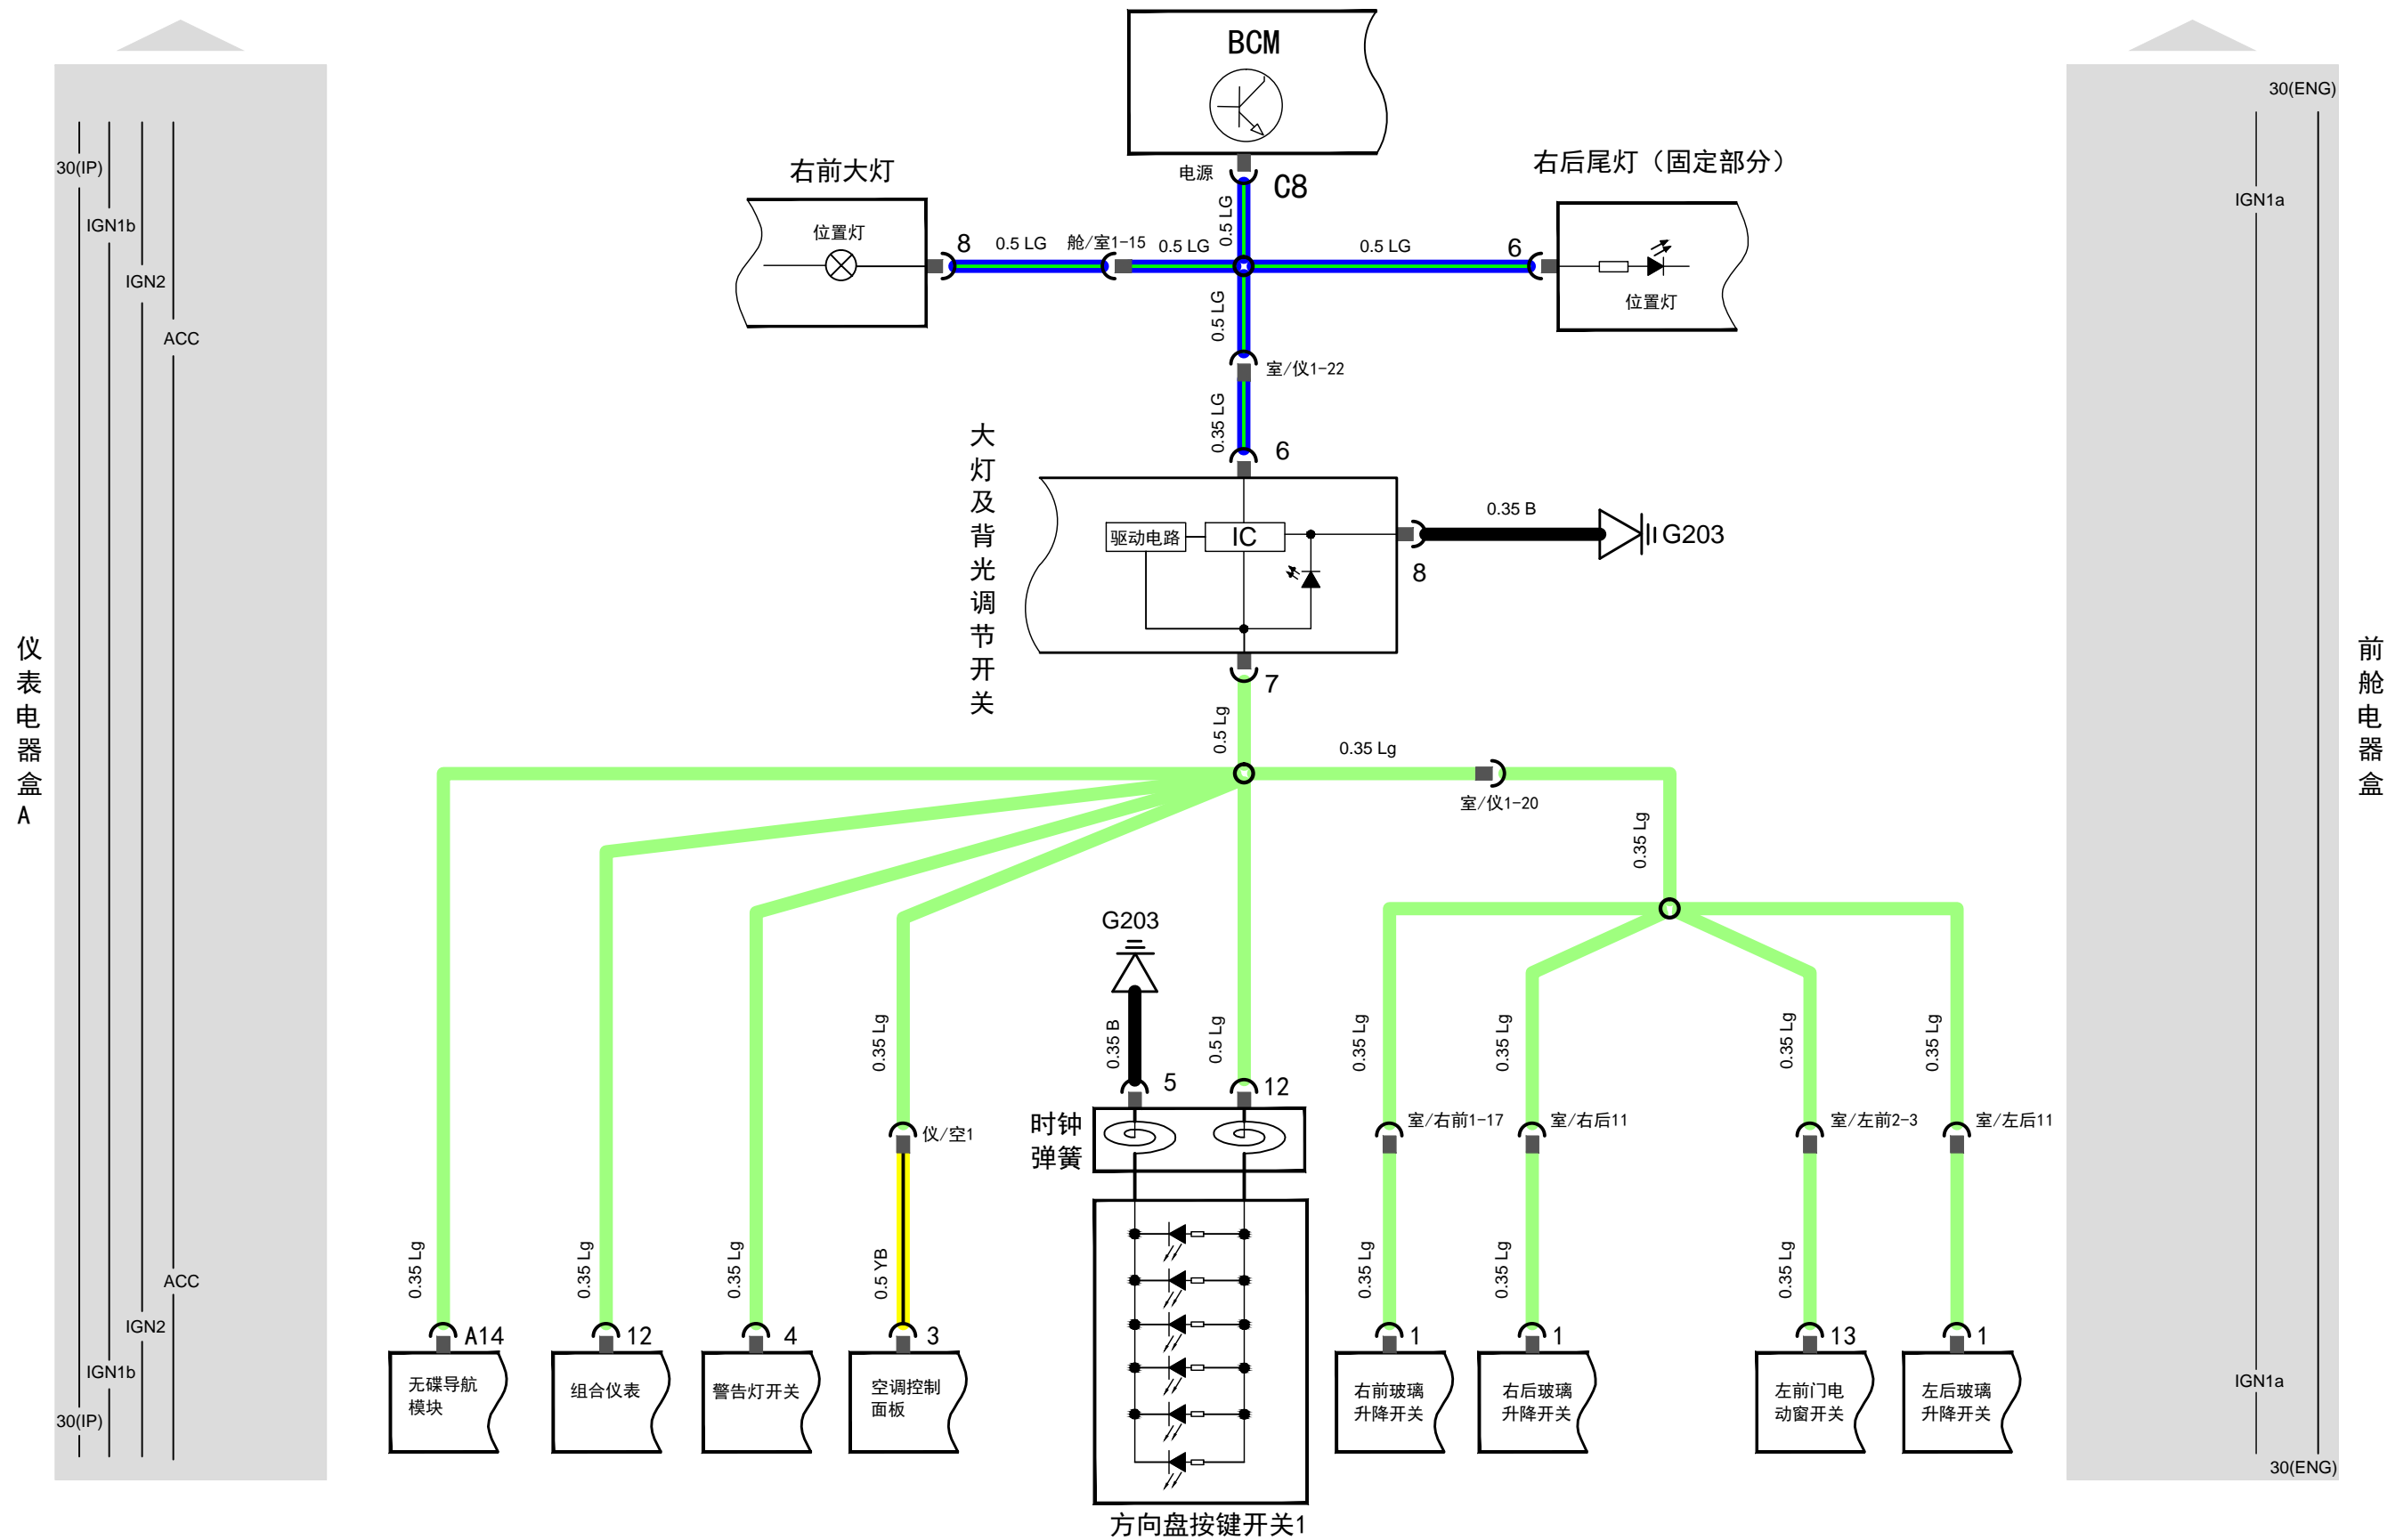 BCM
30(ENG)
30(IP)
右前大灯
电源
C8
右后尾灯（固定部分）
IGN1b
位置灯
8
0.5 LG
舱/室1-15
0.5 LG
0.5 LG
0.5 LG
6
IGN1a
IGN2
0.5 LG
位置灯
ACC
室/仪1-22
0.35 LG
大灯及背光调节开关
6
驱动电路
IC
0.35 B
G203
8
仪表电器盒A
前舱电器盒
7
0.5 Lg
0.35 Lg
室/仪1-20
0.35 Lg
G203
0.35 Lg
0.35 B
0.5 Lg
0.35 Lg
0.35 Lg
0.35 Lg
0.35 Lg
5
12
时钟
弹簧
仪/空1
室/右前1-17
室/右后11
室/左前2-3
室/左后11
0.35 Lg
0.35 Lg
0.35 Lg
0.5 YB
0.35 Lg
0.35 Lg
0.35 Lg
0.35 Lg
ACC
IGN2
A14
12
4
3
1
1
13
1
IGN1b
无碟导航
模块
组合仪表
警告灯开关
空调控制
面板
右前玻璃
升降开关
右后玻璃
升降开关
左前门电
动窗开关
左后玻璃
升降开关
IGN1a
30(IP)
30(ENG)
方向盘按键开关1